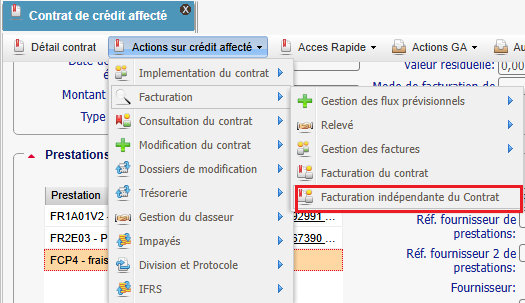 Contrat de crédit affecté
Détail contrat Actions sur crédit affecté Acces Rapide Actions GA
Valeur résiduelle: 0,00
Implementation du contrat
Mode de facturation de
Montant
Facturation
Gestion des flux prévisionnels
Type
Consultation du contrat
Relevé
Modification du contrat
Gestion des factures
Prestations
Dossiers de modification
Facturation du contrat
Prestation
Trésorerie
Facturation indépendante du Contrat
FR1A01V2 - Gestion du classeur 92991 ...
Réf. fournisseur de
prestations:
FR2E03 - P Impayés 67390 ...
Réf. fournisseur 2 de
prestations:
FCP4 - frais Division et Protocole
Fournisseur:
IFRS